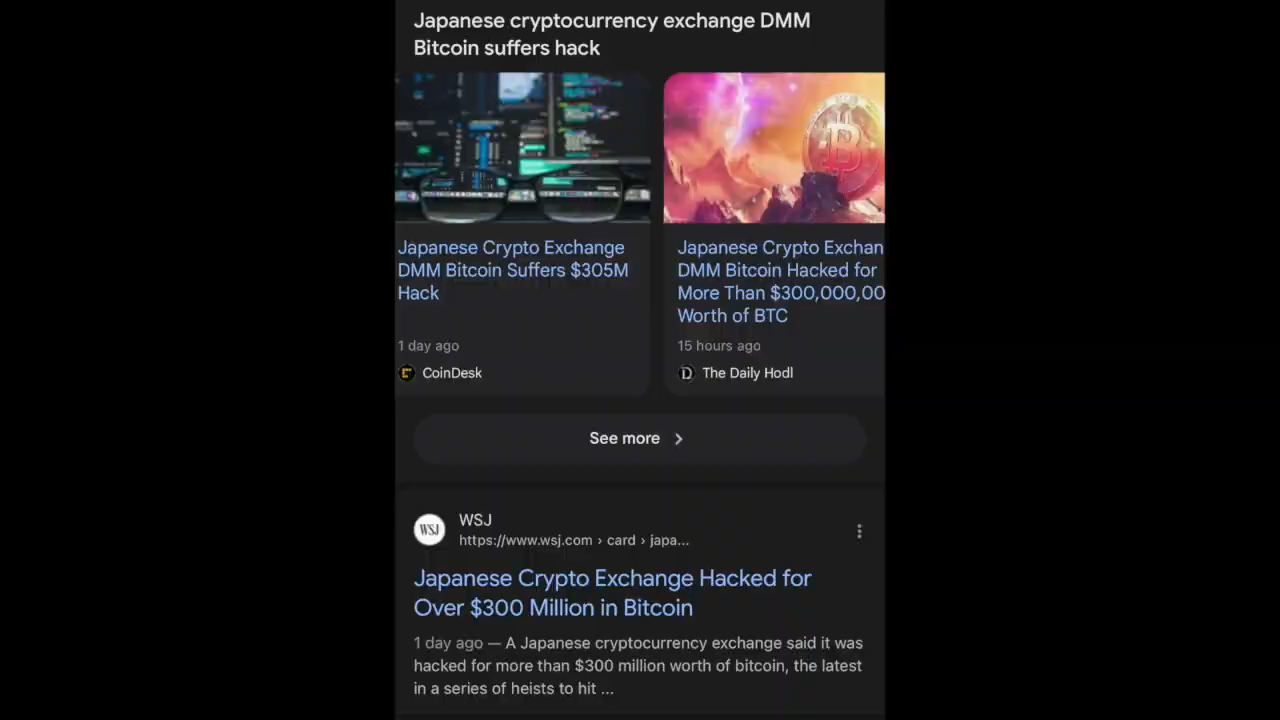 Japanese cryptocurrency exchange DMM
Bitcoin suffers hack
Japanese Crypto Exchange
DMM Bitcoin Suffers $305M
Hack
1 day ago
CoinDesk
Japanese Crypto Exchan
DMM Bitcoin Hacked for
More Than $300,000,00
Worth of BTC
15 hours ago
The Daily Hodl
See more
WSJ
WSJ
https://www.wsj.com › card › japa...
Japanese Crypto Exchange Hacked for
Over $300 Million in Bitcoin
1 day ago — A Japanese cryptocurrency exchange said it was
hacked for more than $300 million worth of bitcoin, the latest
in a series of heists to hit ...